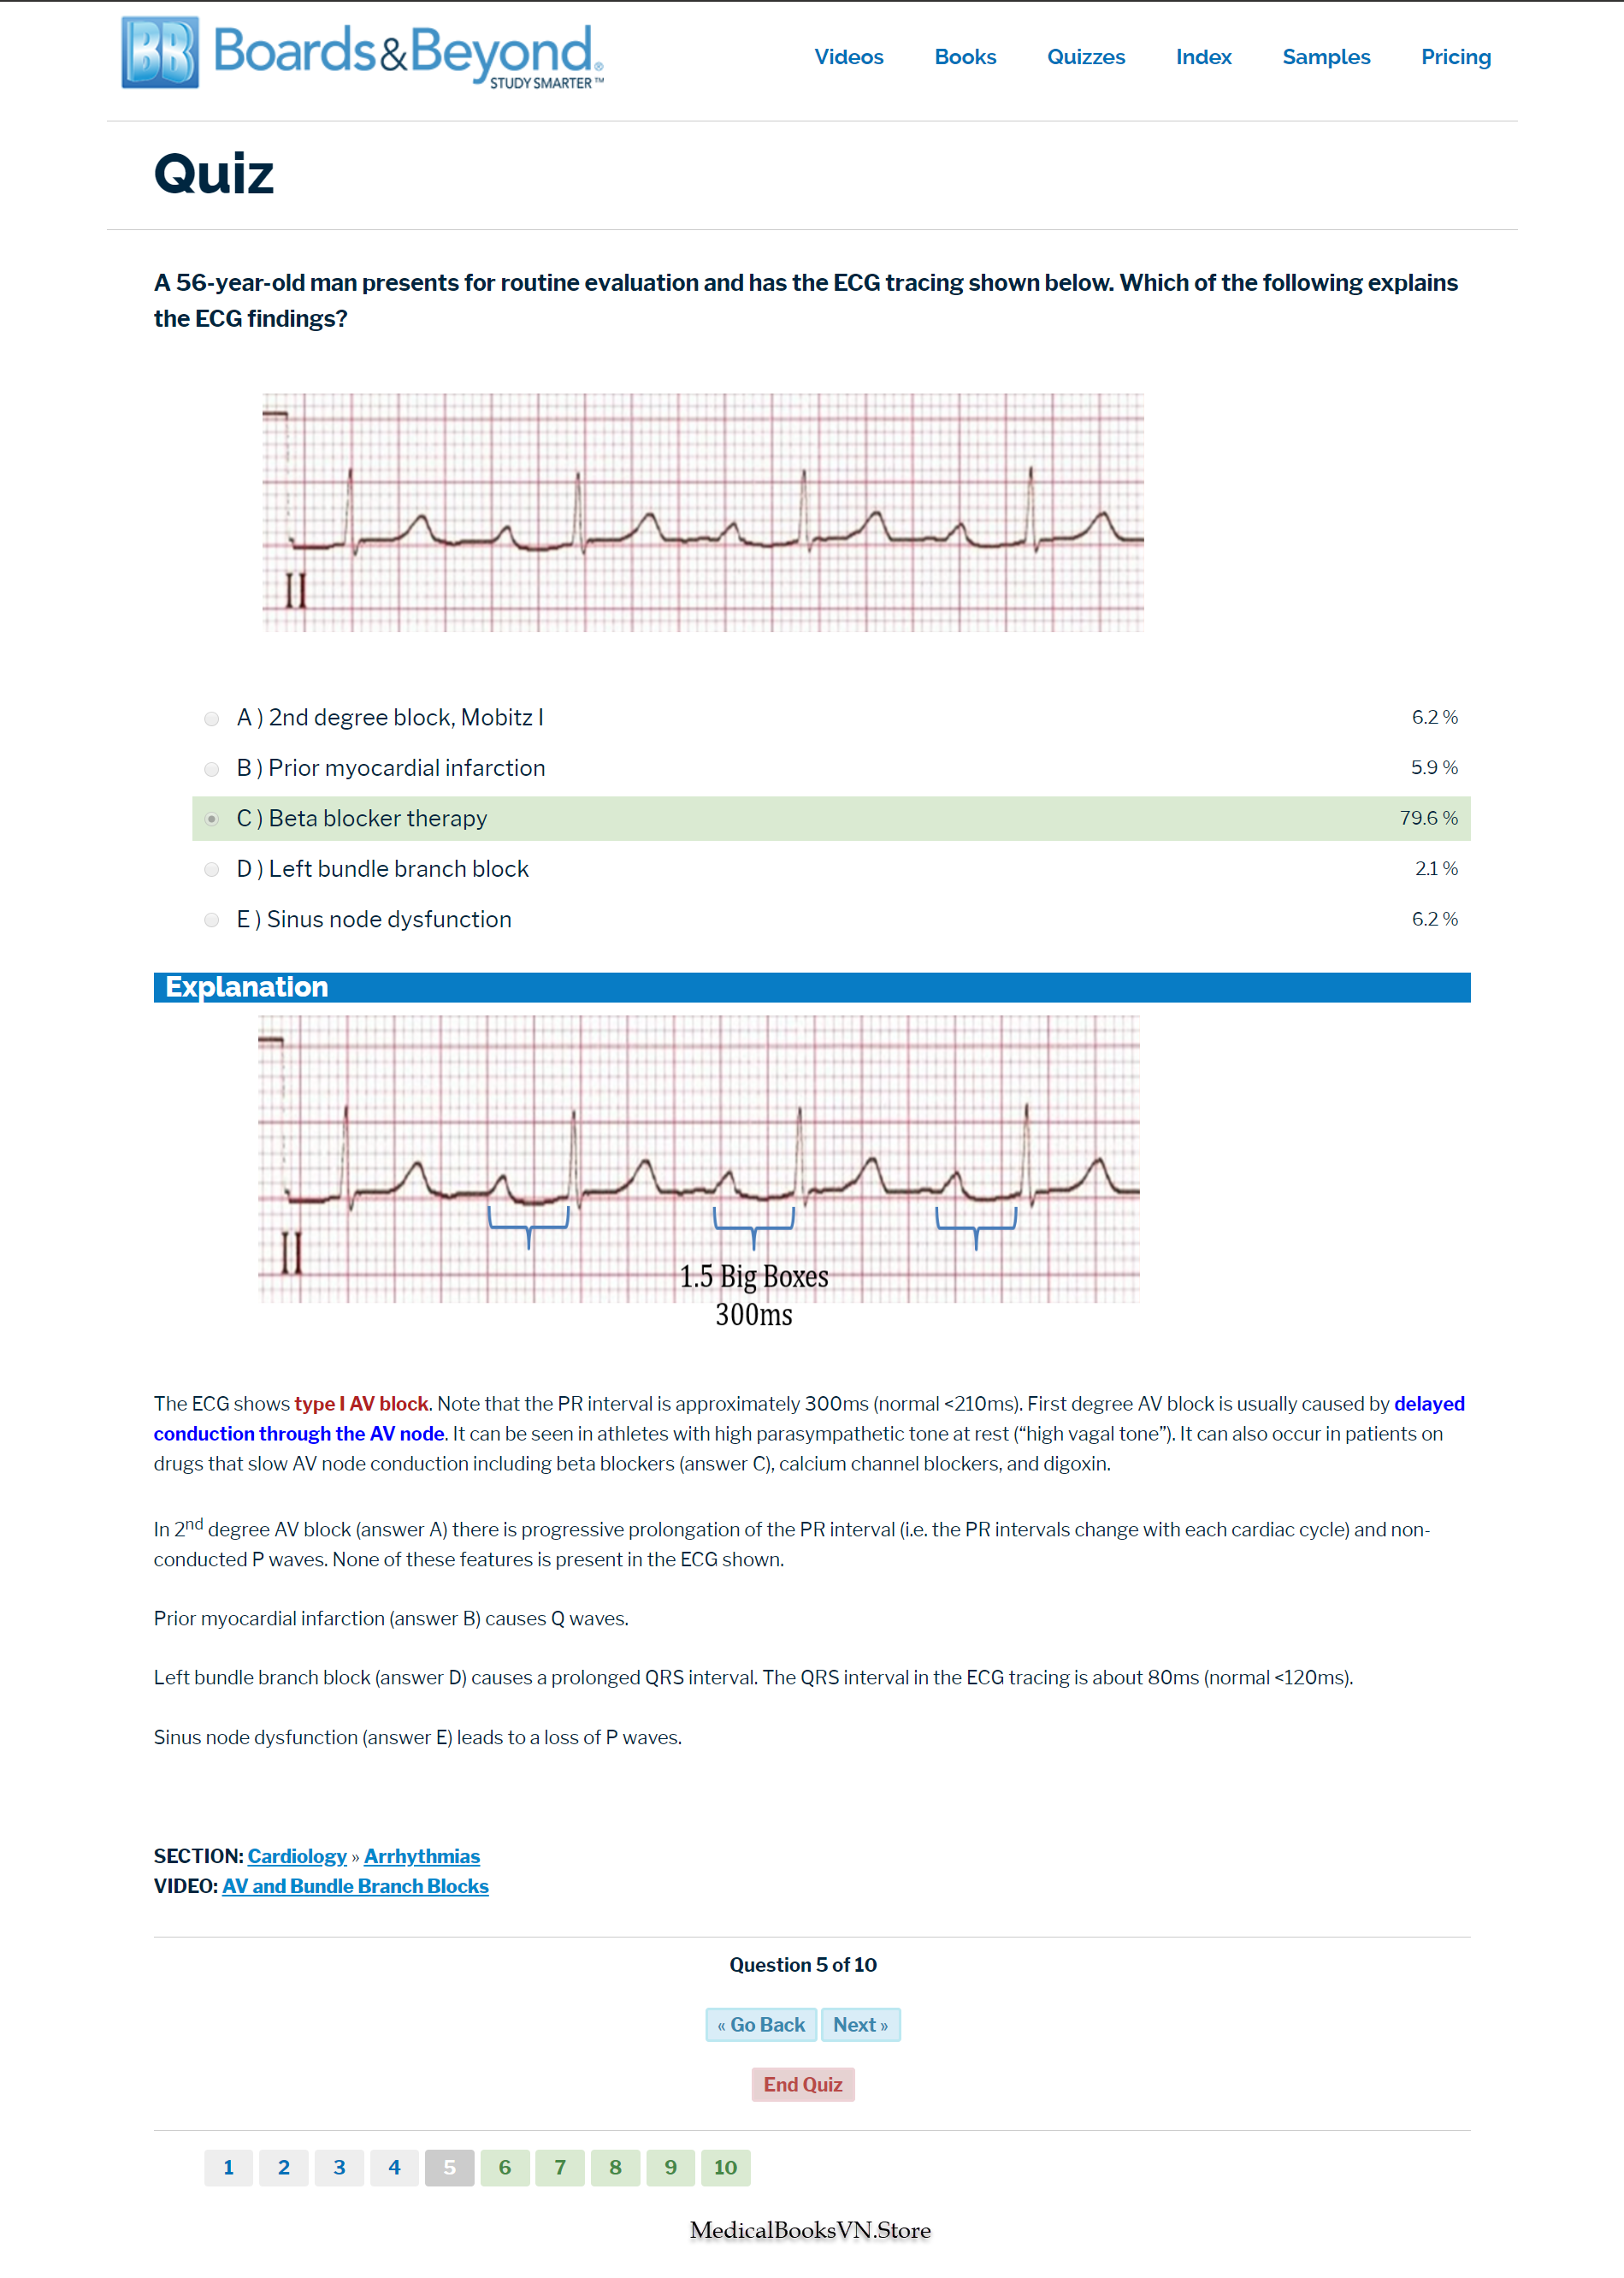 BB Boards&Beyond®
STUDY SMARTER™
Videos Books Quizzes Index Samples Pricing
Quiz
A 56-year-old man presents for routine evaluation and has the ECG tracing shown below. Which of the following explains
the ECG findings?
II
A ) 2nd degree block, Mobitz I 6.2 %
B ) Prior myocardial infarction 5.9 %
C ) Beta blocker therapy 79.6 %
D ) Left bundle branch block 2.1 %
E ) Sinus node dysfunction 6.2 %
Explanation
II
1.5 Big Boxes
300ms
The ECG shows type I AV block. Note that the PR interval is approximately 300ms (normal <210ms). First degree AV block is usually caused by delayed
conduction through the AV node. It can be seen in athletes with high parasympathetic tone at rest (“high vagal tone”). It can also occur in patients on
drugs that slow AV node conduction including beta blockers (answer C), calcium channel blockers, and digoxin.
In 2nd degree AV block (answer A) there is progressive prolongation of the PR interval (i.e. the PR intervals change with each cardiac cycle) and non-
conducted P waves. None of these features is present in the ECG shown.
Prior myocardial infarction (answer B) causes Q waves.
Left bundle branch block (answer D) causes a prolonged QRS interval. The QRS interval in the ECG tracing is about 80ms (normal <120ms).
Sinus node dysfunction (answer E) leads to a loss of P waves.
SECTION: Cardiology » Arrhythmias
VIDEO: AV and Bundle Branch Blocks
Question 5 of 10
« Go Back Next »
End Quiz
1 2 3 4 5 6 7 8 9 10
MedicalBooksVN.Store